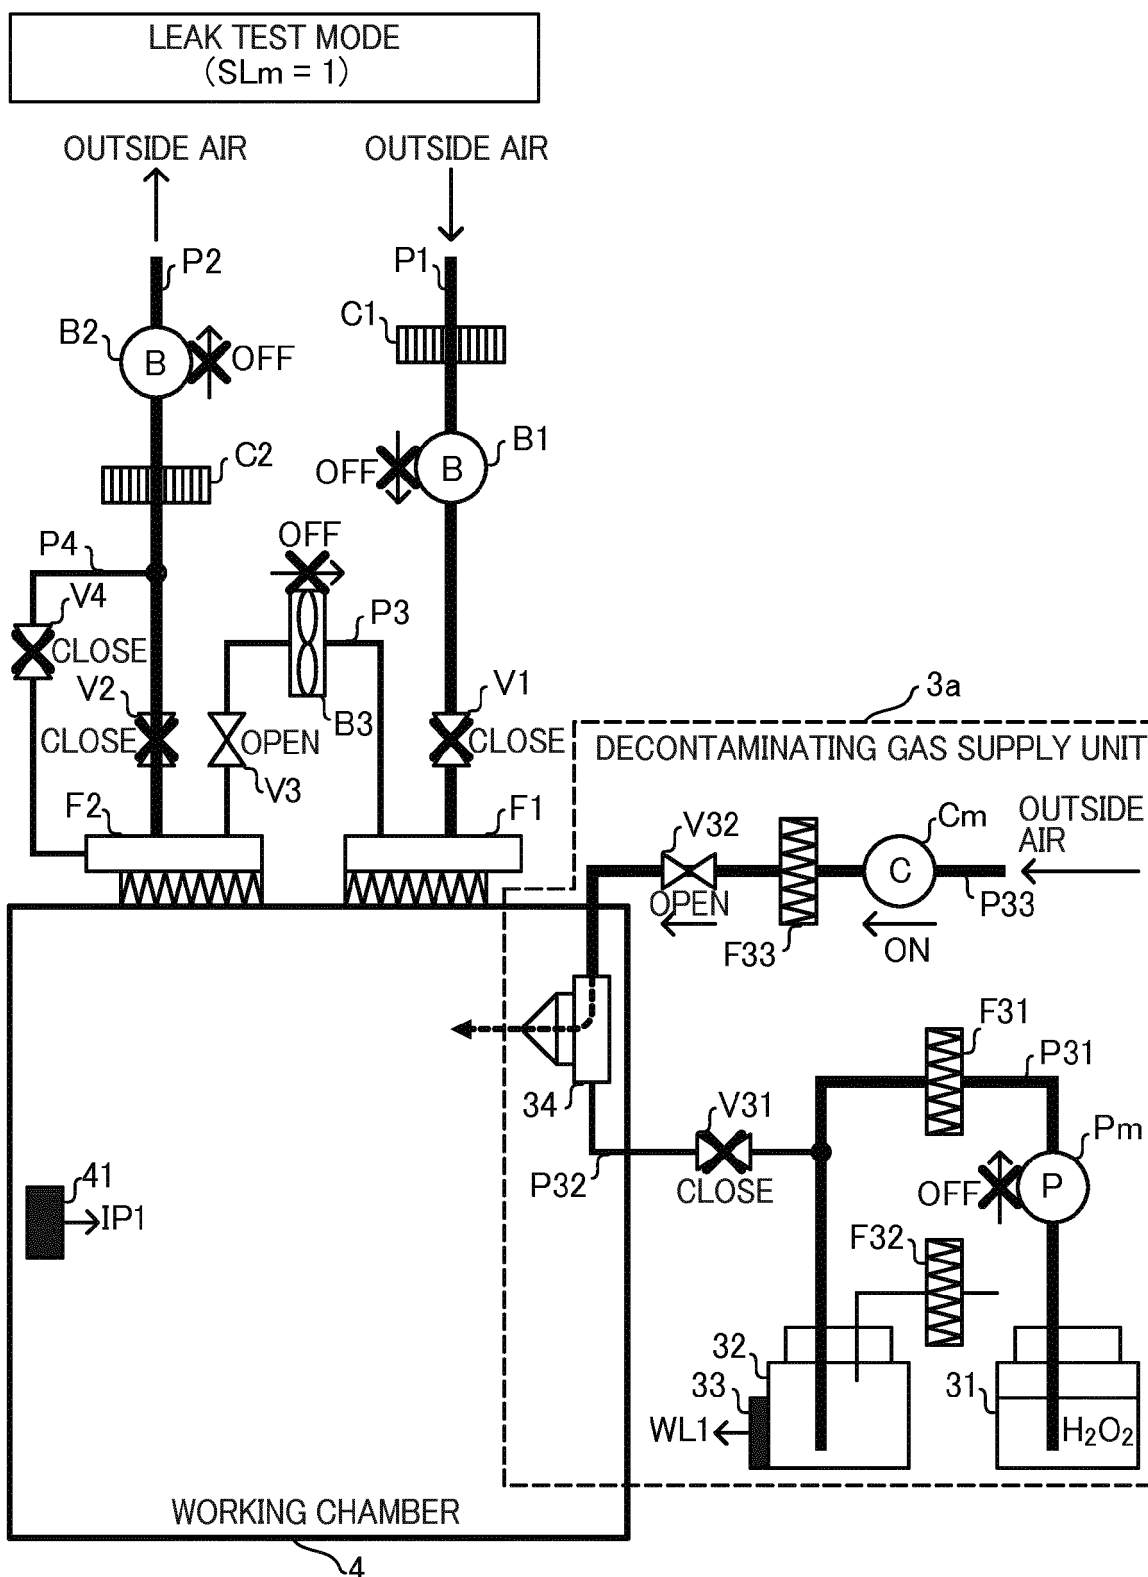 LEAK TEST MODE
(SLm = 1)
OUTSIDE AIR
OUTSIDE AIR
P2
P1
C1
B2
B
OFF
B1
B
OFF
C2
OFF
P4
V4
P3
CLOSE
V2
V1
3a
CLOSE
OPEN
B3
CLOSE
DECONTAMINATING GAS SUPPLY UNIT
V3
F2
F1
V32
Cm
OUTSIDE
AIR
C
OPEN
P33
F33
ON
F31
P31
34
V31
Pm
P32
CLOSE
OFF
P
41
IP1
F32
32
33
31
WL1
H₂O₂
WORKING CHAMBER
4